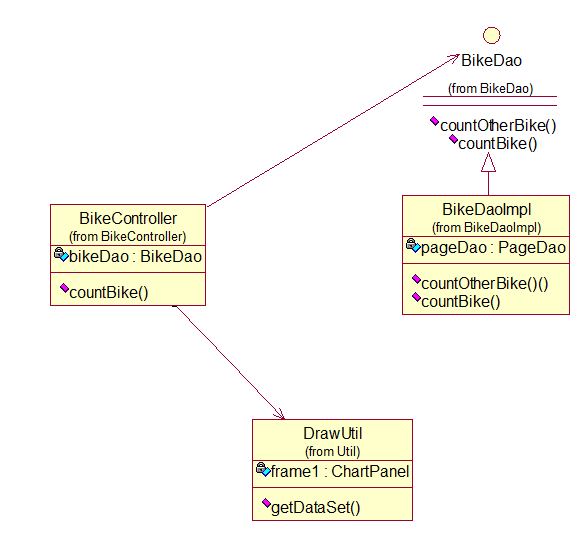 BikeDao
(from BikeDao)
countOtherBike()
countBike()
BikeController
(from BikeController)
bikeDao : BikeDao
countBike()
BikeDaoImpl
(from BikeDaoImpl)
pageDao : PageDao
countOtherBike()()
countBike()
DrawUtil
(from Util)
frame1 : ChartPanel
getDataSet()